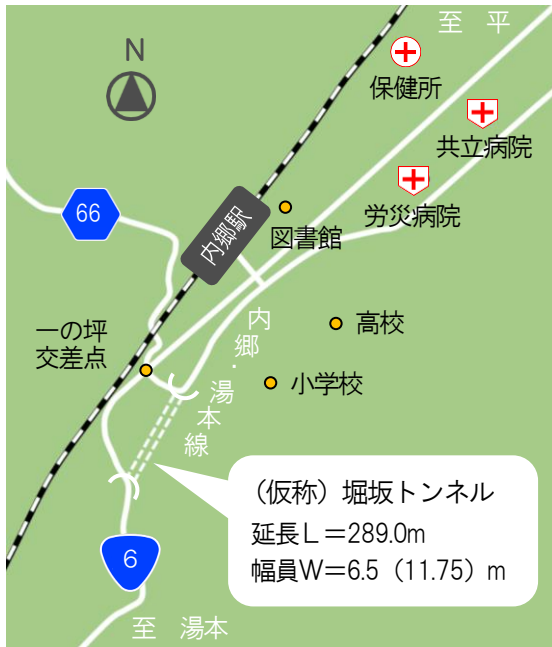 至 平
N
保健所
共立病院
労災病院
66
内郷駅
図書館
一の坪
交差点
高校
小学校
内郷・湯本線
（仮称）堀坂トンネル
延長L＝289.0m
幅員W＝6.5（11.75）m
6
至 湯本